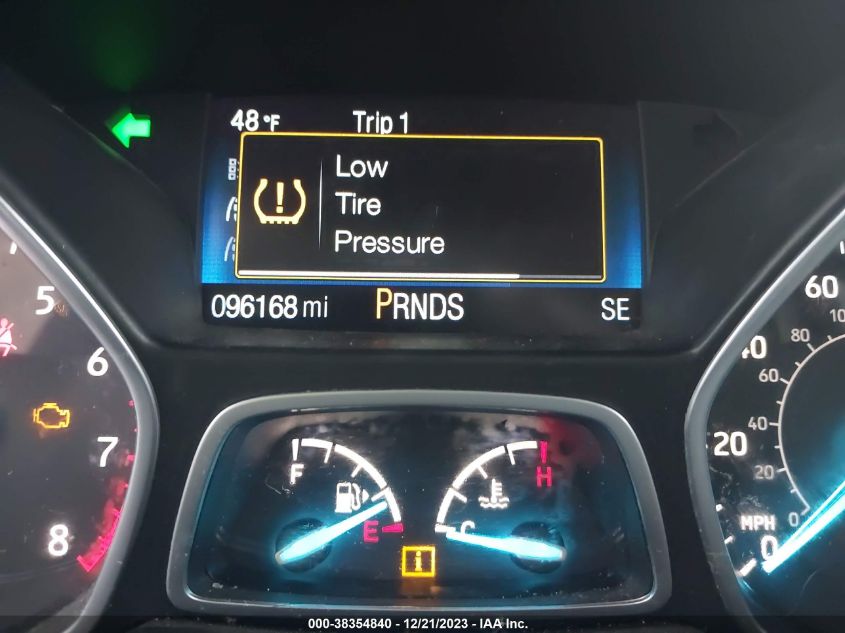 48°F Trip 1
Low
Tire
Pressure
096168 mi PRNDS SE
5
6
7
8
F
E
H
C
i
60
40
20
0
MPH
80
60
40
20
0
000-38354840 - 12/21/2023 - IAA Inc.